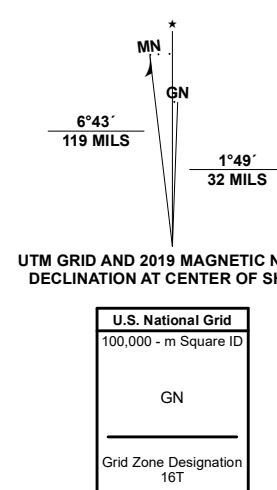 ★
MN
GN
6°43´
119 MILS
1°49´
32 MILS
UTM GRID AND 2019 MAGNETIC
DECLINATION AT CENTER OF
U.S. National Grid
100,000 - m Square ID
GN
Grid Zone Designation
16T